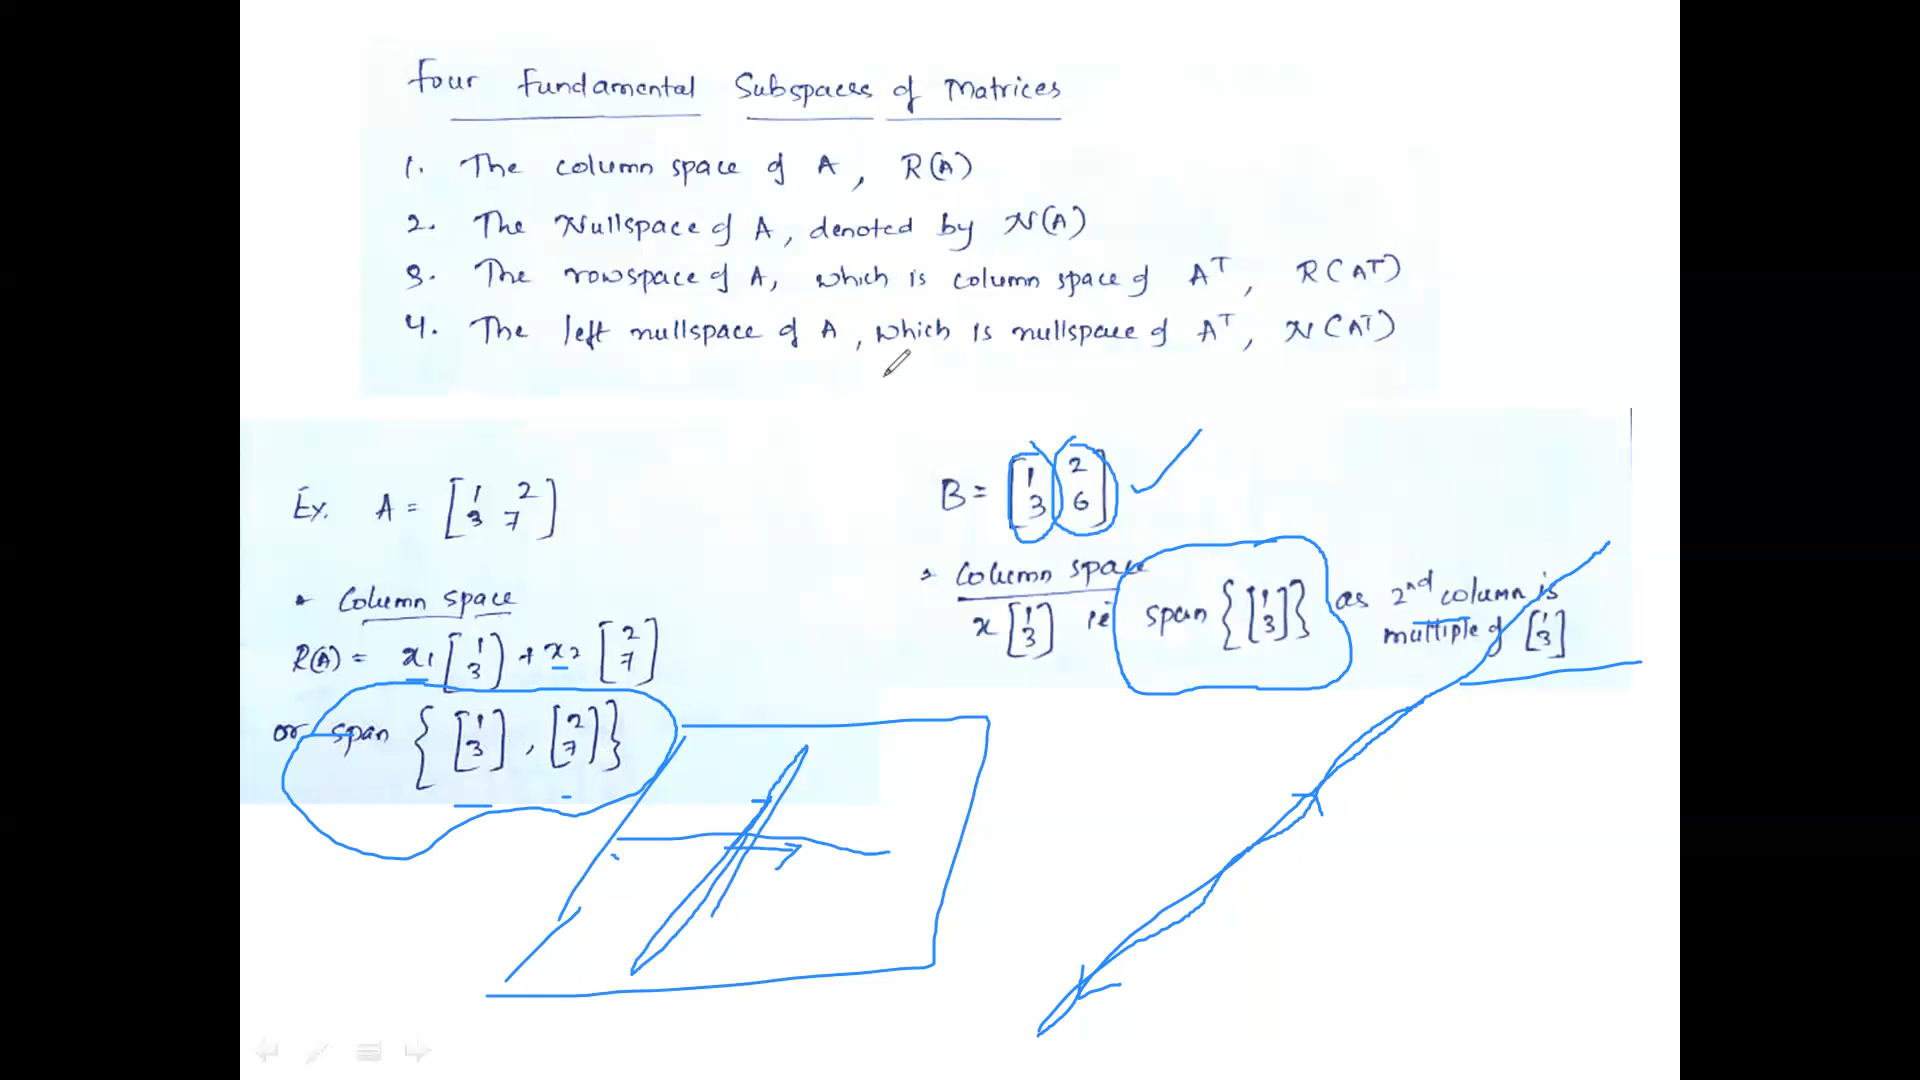 Four Fundamental Subspaces of Matrices
1. The column space of A, R(A)
2. The Nullspace of A, denoted by N(A)
3. The rowspace of A, which is column space of Aᵀ, R(Aᵀ)
4. The left nullspace of A, which is nullspace of Aᵀ, N(Aᵀ)
Ex. A = [1 2
3 7]
• Column space
R(A) = x₁ [1 3] + x₂ [2 7]
or span { [1 3], [2 7] }
B = [1 2
3 6]
Column space
x [1 3] ie span { [1 3] } as 2nd column is
multiple of [1 3]